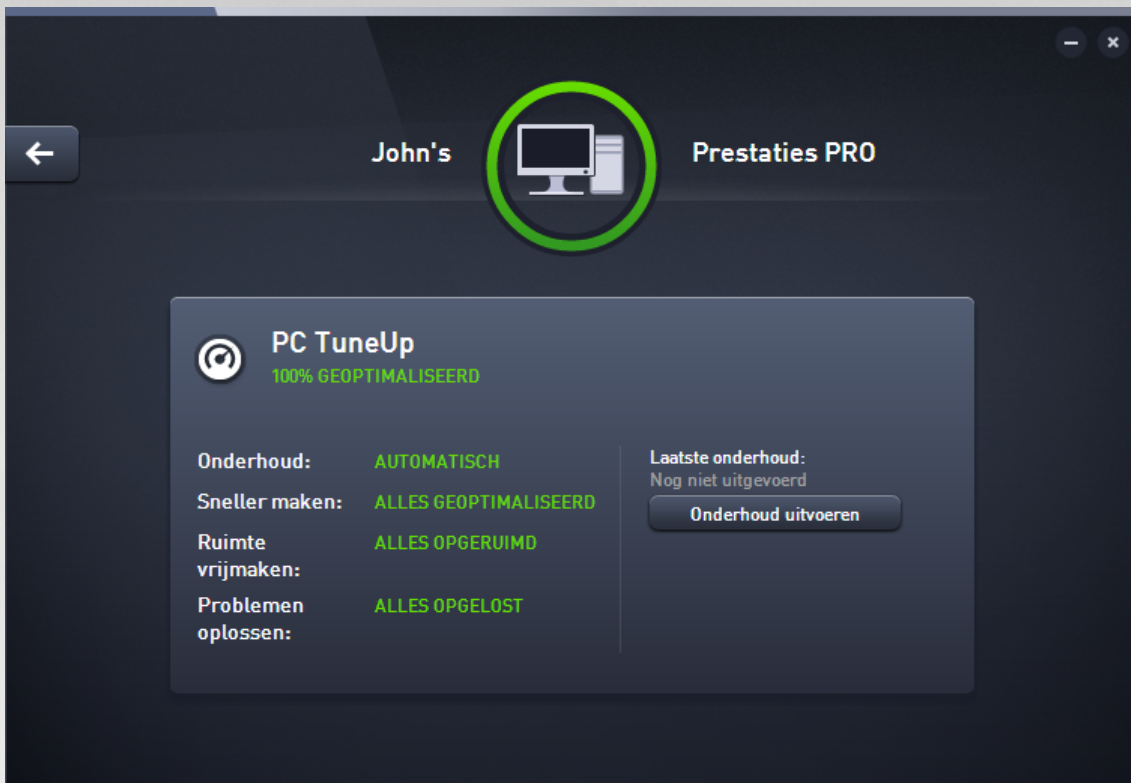 John's
Prestaties PRO
PC TuneUp
100% GEOPTIMALISEERD
Onderhoud: AUTOMATISCH
Sneller maken: ALLES GEOPTIMALISEERD
Ruimte vrijmaken: ALLES OPGERUIMD
Problemen oplossen: ALLES OPGELOST
Laatste onderhoud:
Nog niet uitgevoerd
Onderhoud uitvoeren